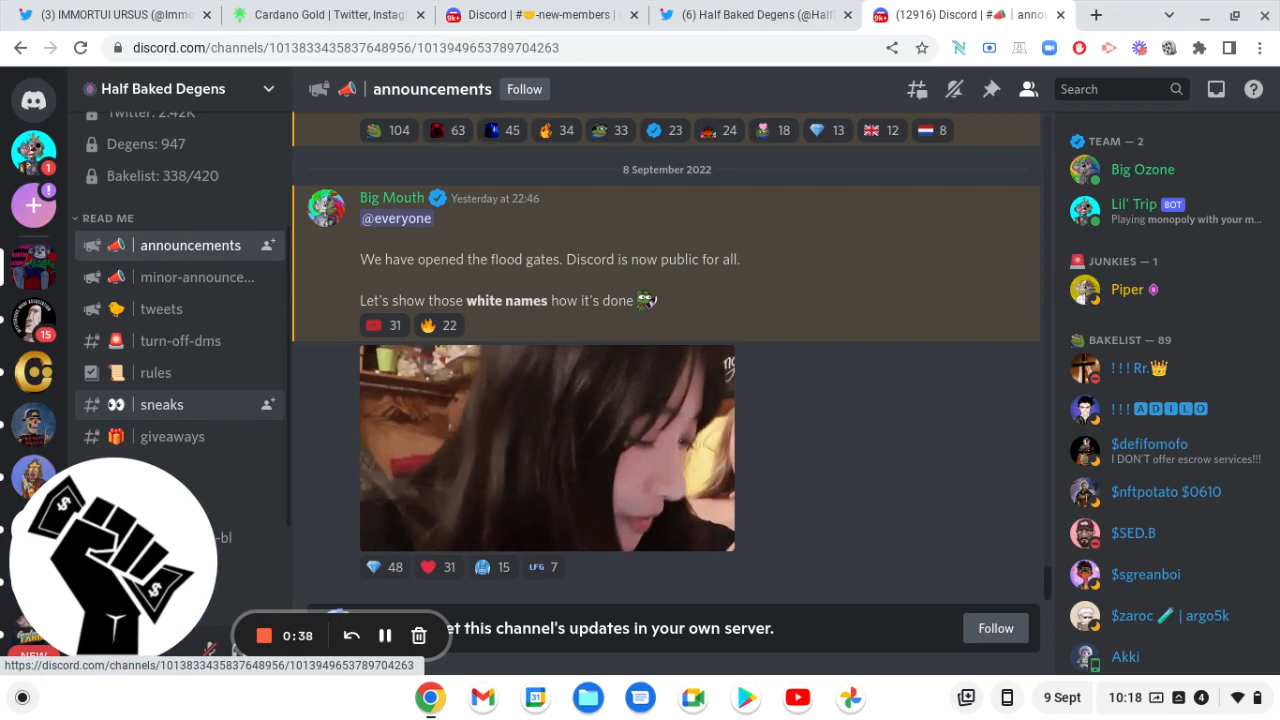 (3) IMMORTUI URSUS (@Immo
Cardano Gold | Twitter, Instag
Discord | #🤝-new-members | C
(6) Half Baked Degens (@Half
(12916) Discord | #📣 | anno
discord.com/channels/1013833435837648956/1013949653789704263
Half Baked Degens
Twitter: 2.42K
Degens: 947
Bakelist: 338/420
READ ME
announcements
minor-announce...
tweets
turn-off-dms
rules
sneaks
giveaways
-bl
NEW
1
15
announcements
Follow
Search
104 63 45 34 33 23 24 18 13 12 8
8 September 2022
Big Mouth Yesterday at 22:46
@everyone
We have opened the flood gates. Discord is now public for all.
Let's show those white names how it's done
31 22
48 31 15 LFG 7
et this channel's updates in your own server.
Follow
0:38
TEAM — 2
Big Ozone
Lil' Trip BOT
Playing monopoly with your m...
JUNKIES — 1
Piper
BAKELIST — 89
! ! ! Rr.👑
! ! ! ADILO
$defifomofo
I DON'T offer escrow services!!!
$nftpotato $0610
$SED.B
$sgreanboi
$zaroc 🧪 | argo5k
Akki
https://discord.com/channels/1013833435837648956/1013949653789704263
9 Sept
10:18
4